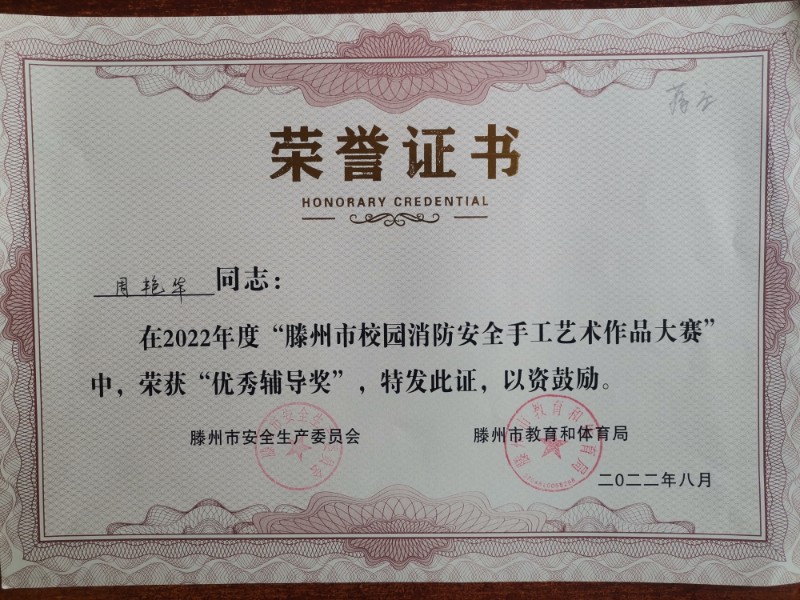 荣誉证书
HONORARY CREDENTIAL
周艳华 同志：
在2022年度“滕州市校园消防安全手工艺术作品大赛”
中，荣获“优秀辅导奖”，特发此证，以资鼓励。
滕州市安全生产委员会
滕州市教育和体育局
二〇二二年八月